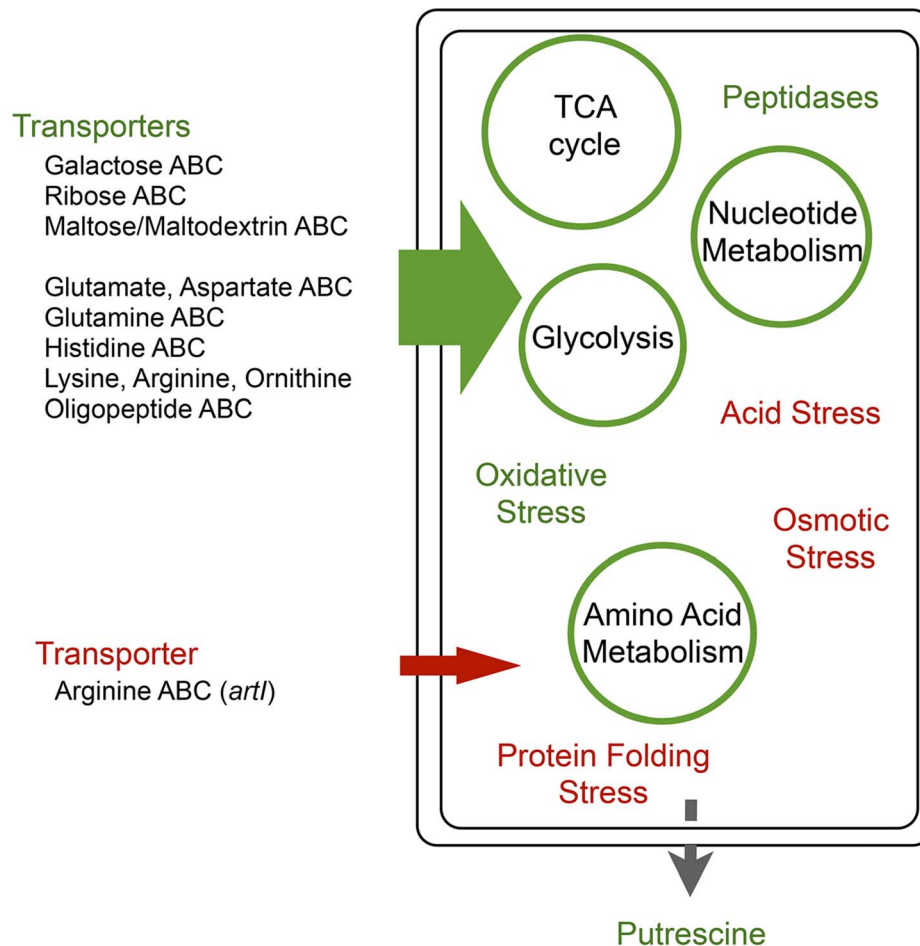 Transporters
Galactose ABC
Ribose ABC
Maltose/Maltodextrin ABC
Glutamate, Aspartate ABC
Glutamine ABC
Histidine ABC
Lysine, Arginine, Ornithine
Oligopeptide ABC
Transporter
Arginine ABC (artI)
TCA
cycle
Peptidases
Nucleotide
Metabolism
Glycolysis
Acid Stress
Oxidative
Stress
Osmotic
Stress
Amino Acid
Metabolism
Protein Folding
Stress
Putrescine